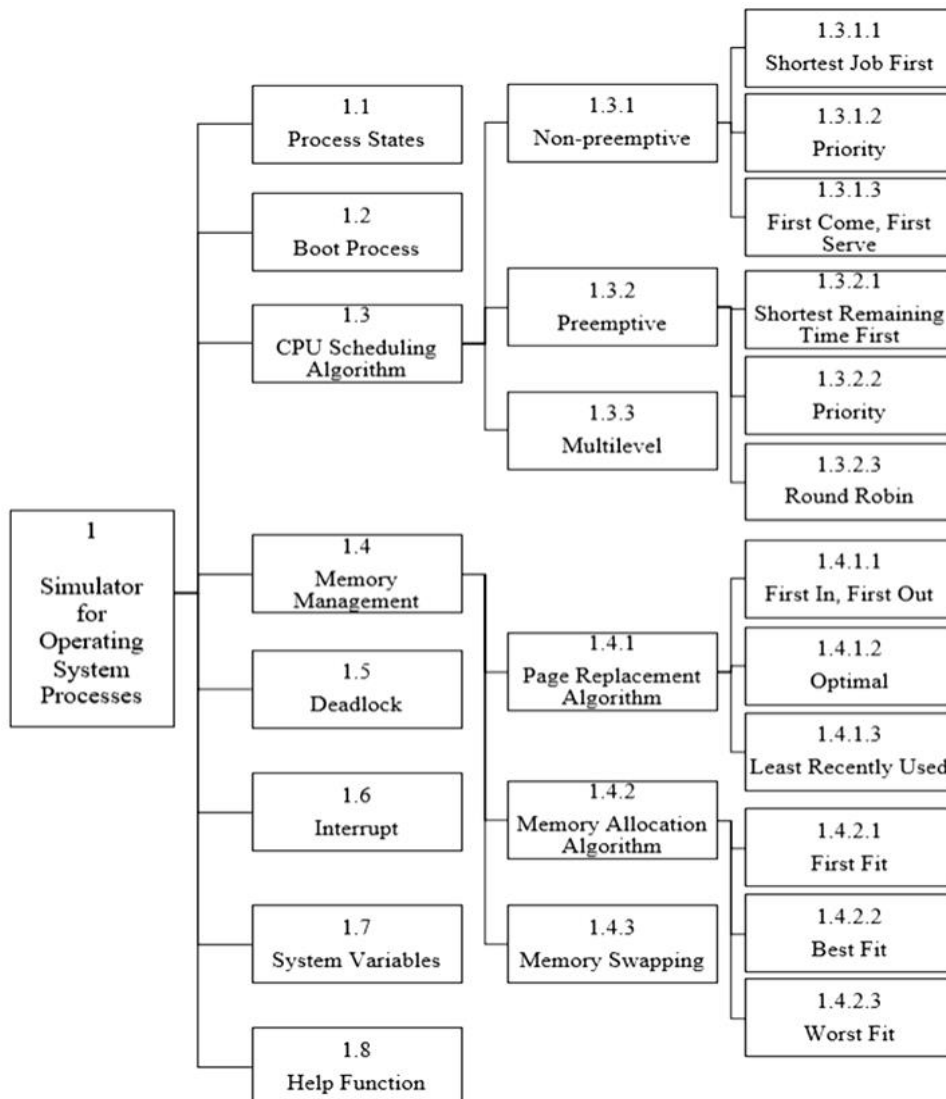 1
Simulator
for
Operating
System
Processes
1.1
Process States
1.2
Boot Process
1.3
CPU Scheduling
Algorithm
1.3.1
Non-preemptive
1.3.1.1
Shortest Job First
1.3.1.2
Priority
1.3.1.3
First Come, First
Serve
1.3.2
Preemptive
1.3.2.1
Shortest Remaining
Time First
1.3.2.2
Priority
1.3.2.3
Round Robin
1.3.3
Multilevel
1.4
Memory
Management
1.4.1
Page Replacement
Algorithm
1.4.1.1
First In, First Out
1.4.1.2
Optimal
1.4.1.3
Least Recently Used
1.4.2
Memory Allocation
Algorithm
1.4.2.1
First Fit
1.4.2.2
Best Fit
1.4.2.3
Worst Fit
1.4.3
Memory Swapping
1.5
Deadlock
1.6
Interrupt
1.7
System Variables
1.8
Help Function